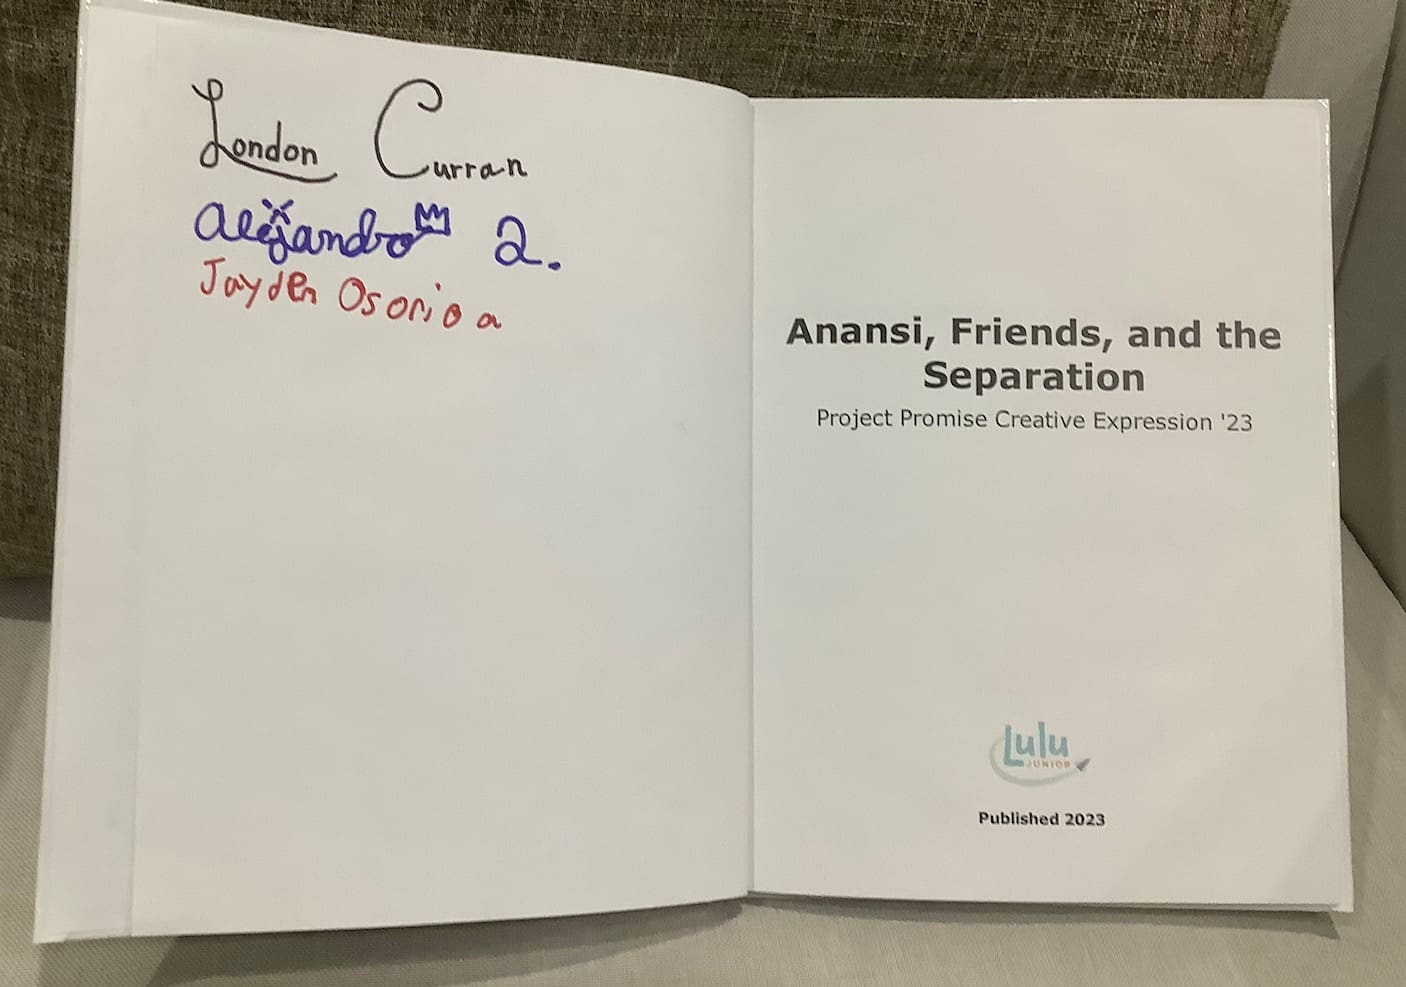 London Curran
Alejandro 2.
Jayden Osorio a
Anansi, Friends, and the
Separation
Project Promise Creative Expression '23
Lulu
JUNIOR
Published 2023